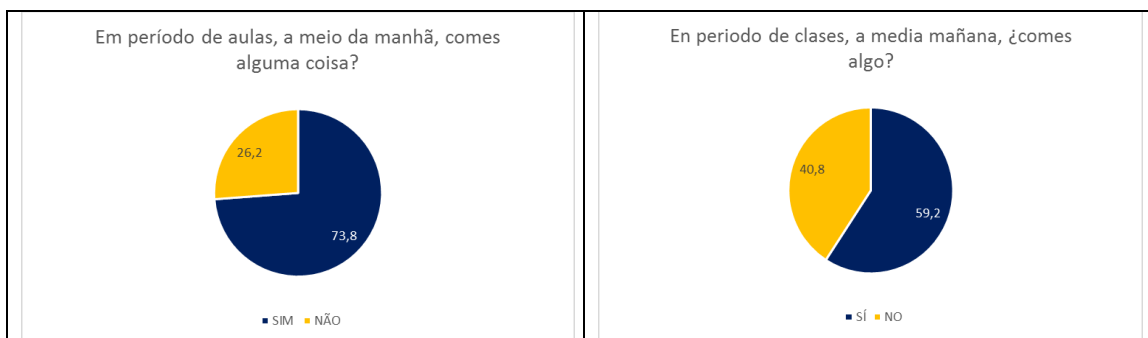 Em período de aulas, a meio da manhã, comes
alguma coisa?
26,2
73,8
SIM NÃO
En periodo de clases, a media mañana, ¿comes
algo?
40,8
59,2
SÍ NO